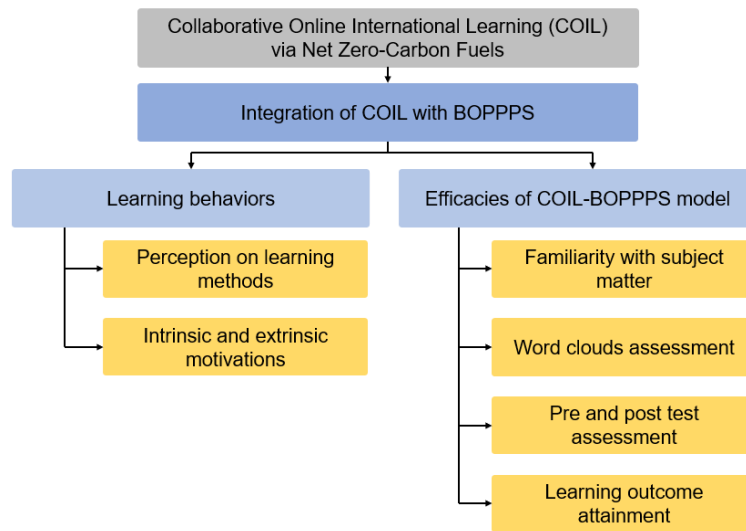 Collaborative Online International Learning (COIL)
via Net Zero-Carbon Fuels
Integration of COIL with BOPPPS
Learning behaviors
Perception on learning
methods
Intrinsic and extrinsic
motivations
Efficacies of COIL-BOPPPS model
Familiarity with subject
matter
Word clouds assessment
Pre and post test
assessment
Learning outcome
attainment